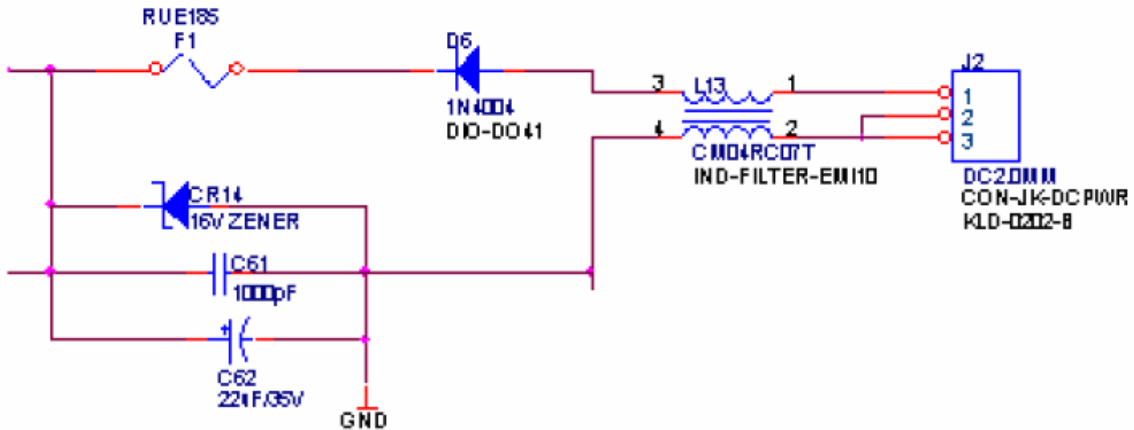 RUE185
F1
D6
1N4004
DIO-DO41
3
L13
1
4
2
CM04RC07T
IND-FILTER-EMI10
J2
1
2
3
DC2.0MM
CON-JK-DCPWR
KLD-0202-B
CR14
16V ZENER
C61
1000pF
+
C62
22uF/35V
GND